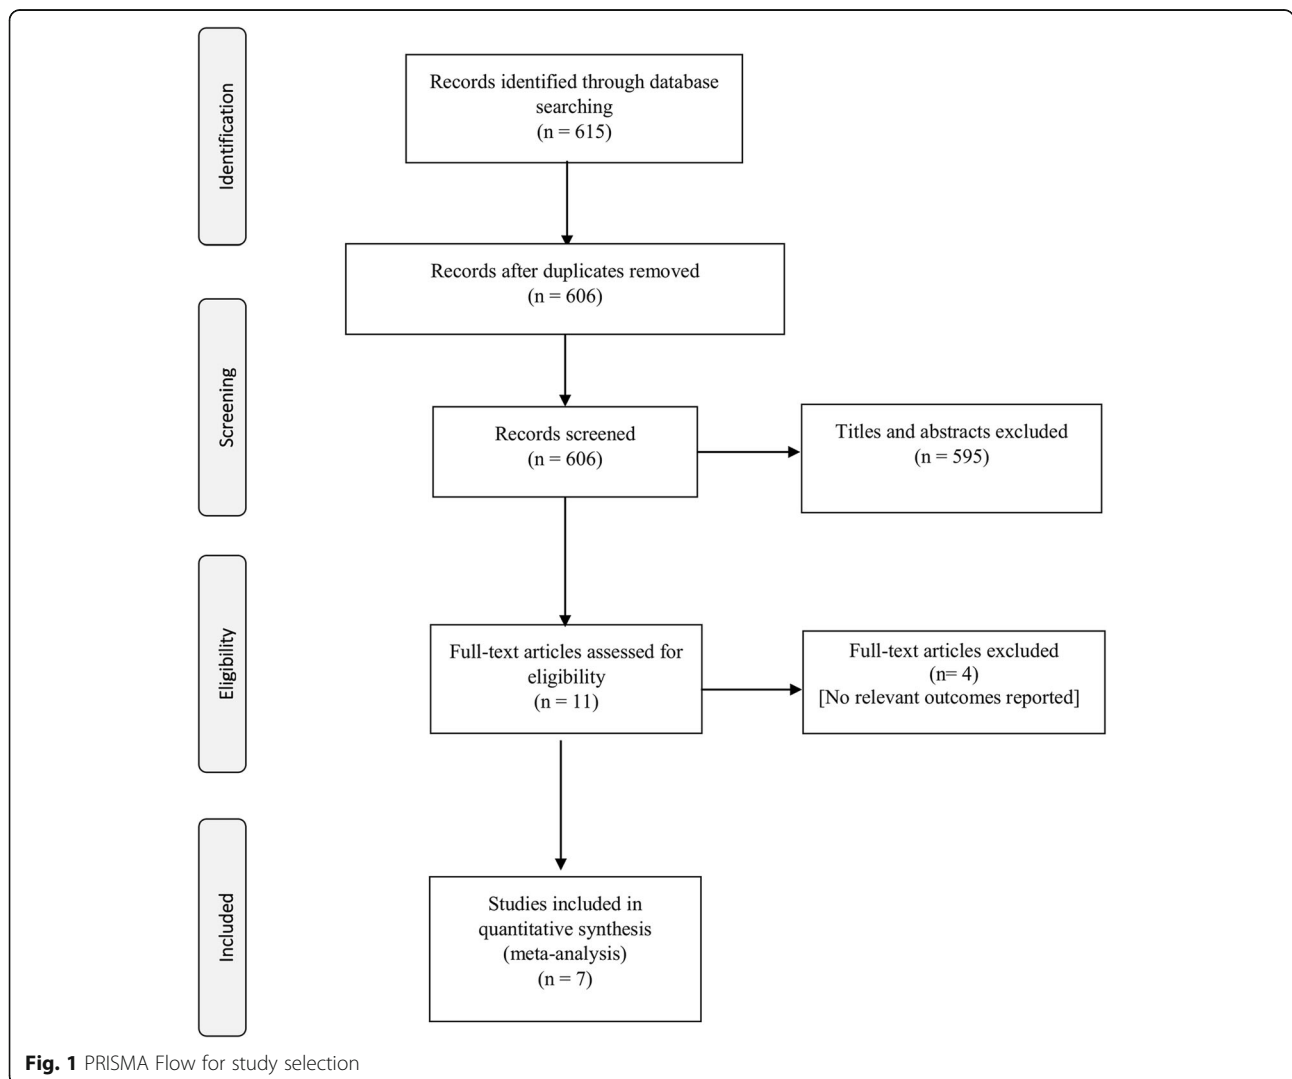 Identification
Records identified through database
searching
(n = 615)
Records after duplicates removed
(n = 606)
Screening
Records screened
(n = 606)
Titles and abstracts excluded
(n = 595)
Eligibility
Full-text articles assessed for
eligibility
(n = 11)
Full-text articles excluded
(n= 4)
[No relevant outcomes reported]
Included
Studies included in
quantitative synthesis
(meta-analysis)
(n = 7)
Fig. 1 PRISMA Flow for study selection